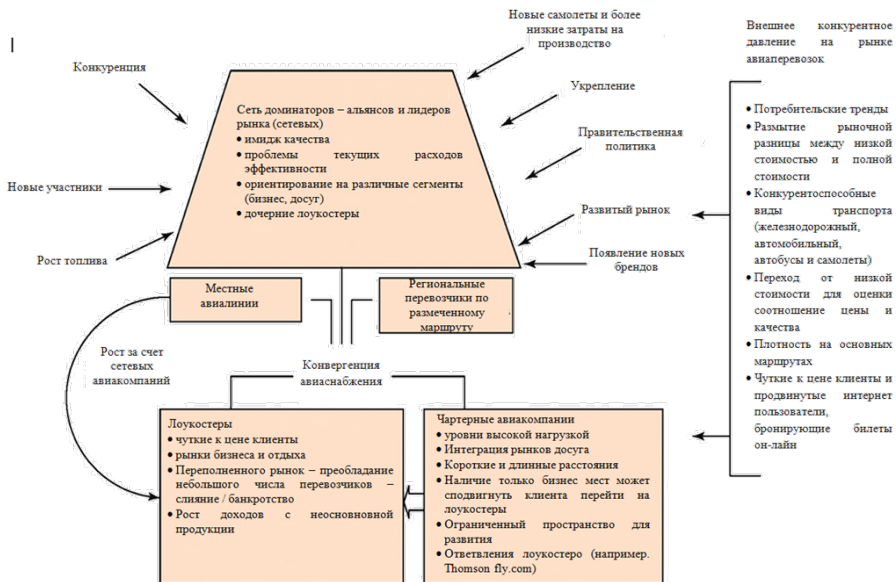 Новые самолеты и более
низкие затраты на
производство
Внешнее конкурентное
давление на рынке
авиаперевозок
Конкуренция
Укрепление
Правительственная
политика
Новые участники
Развитый рынок
Рост топлива
Появление новых
брендов
Сеть доминаторов – альянсов и лидеров
рынка (сетевых)
• имидж качества
• проблемы текущих расходов
эффективности
• ориентирование на различные сегменты
(бизнес, досуг)
• дочерние лоукостеры
Местные
авиалинии
Региональные
перевозчики по
размеченному
маршруту
Рост за счет
сетевых
авиакомпаний
Конвергенция
авиаснабжения
Лоукостеры
• чуткие к цене клиенты
• рынки бизнеса и отдыха
• Переполненного рынок – преобладание
небольшого числа перевозчиков –
слияние / банкротство
• Рост доходов с неосновновной
продукции
Чартерные авиакомпании
• уровни высокой нагрузкой
• Интеграция рынков досуга
• Короткие и длинные расстояния
• Наличие только бизнес мест может
сподвигнуть клиента перейти на
лоукостеры
• Ограниченный пространство для
развития
• Ответвления лоукостеро (например.
Thomson fly.com)
• Потребительские тренды
• Размытие рыночной
разницы между низкой
стоимостью и полной
стоимости
• Конкурентоспособные
виды транспорта
(железнодорожный,
автомобильный,
автобусы и самолеты)
• Переход от низкой
стоимости для оценки
соотношение цены и
качества
• Плотность на основных
маршрутах
• Чуткие к цене клиенты и
продвинутые интернет
пользователи,
бронирующие билеты
он-лайн